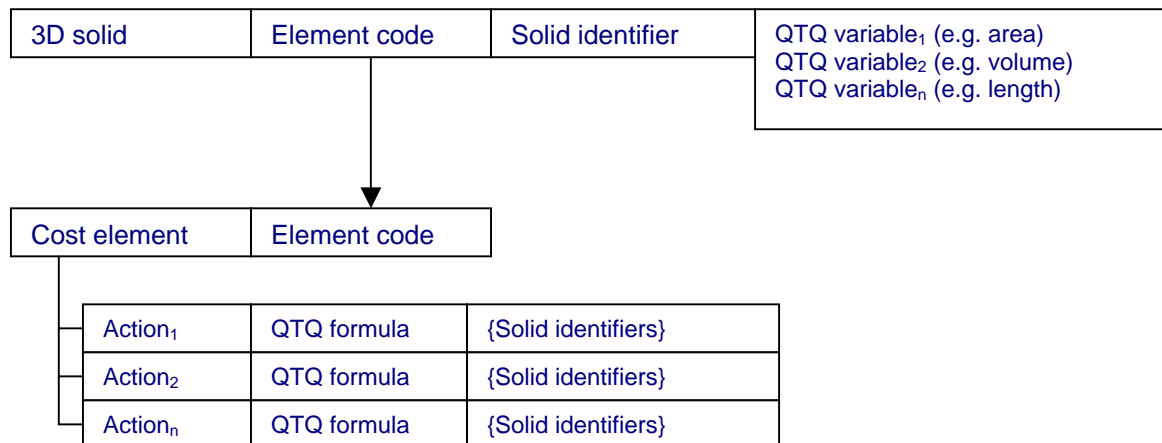 3D solid Element code Solid identifier QTQ variable₁ (e.g. area)
QTQ variable₂ (e.g. volume)
QTQ variableₙ (e.g. length)
Cost element Element code
Action₁ QTQ formula {Solid identifiers}
Action₂ QTQ formula {Solid identifiers}
Actionₙ QTQ formula {Solid identifiers}